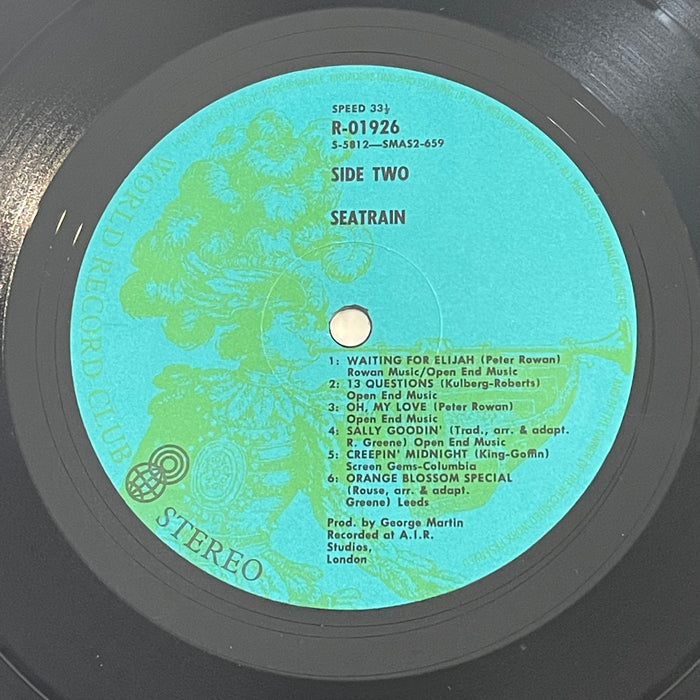 SPEED 33⅓
R-01926
S-5812—SMAS2-659
SIDE TWO
SEATRAIN
1: WAITING FOR ELIJAH (Peter Rowan)
Rowan Music/Open End Music
2: 13 QUESTIONS (Kulberg-Roberts)
Open End Music
3: OH, MY LOVE (Peter Rowan)
Open End Music
4: SALLY GOODIN' (Trad., arr. & adapt.
R. Greene) Open End Music
5: CREEPIN' MIDNIGHT (King-Goffin)
Screen Gems-Columbia
6: ORANGE BLOSSOM SPECIAL
(Rouse, arr. & adapt.
Greene) Leeds
Prod. by George Martin
Recorded at A.I.R.
Studios,
London
WORLD RECORD CLUB
STEREO